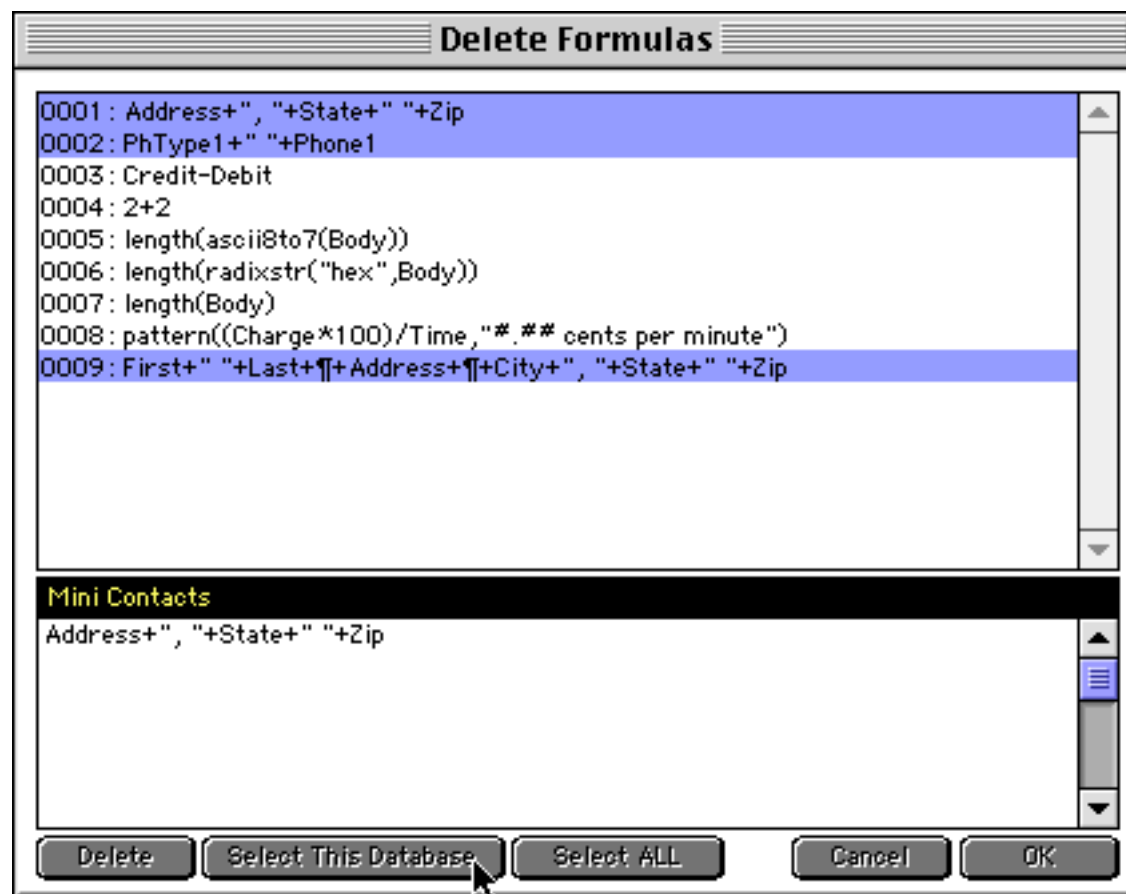 Delete Formulas
0001: Address+", "+State+" "+Zip
0002: PhType1+" "+Phone1
0003: Credit-Debit
0004: 2+2
0005: length(ascii8to7(Body))
0006: length(radixstr("hex",Body))
0007: length(Body)
0008: pattern((Charge*100)/Time,"#.## cents per minute")
0009: First+" "+Last+¶+Address+¶+City+", "+State+" "+Zip
Mini Contacts
Address+", "+State+" "+Zip
Delete Select This Database Select ALL Cancel OK